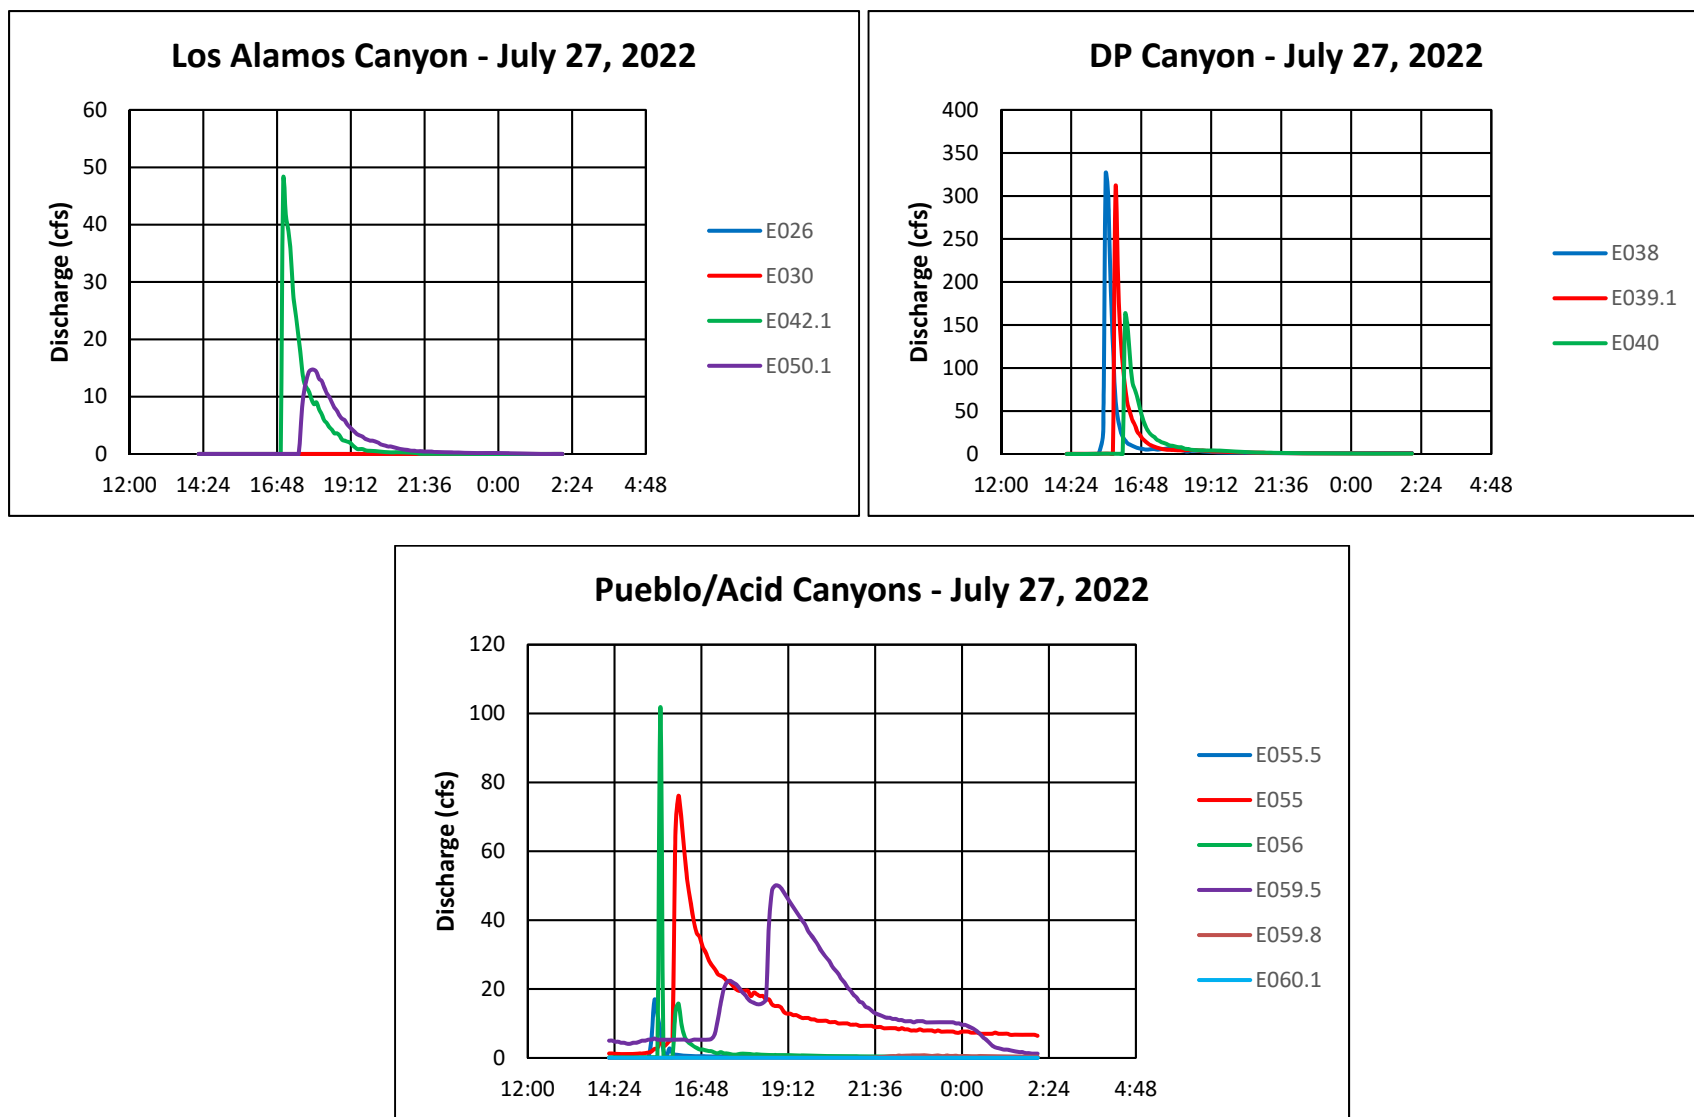 Los Alamos Canyon - July 27, 2022
60
50
40
30
20
10
0
Discharge (cfs)
12:00 14:24 16:48 19:12 21:36 0:00 2:24 4:48
E026
E030
E042.1
E050.1
DP Canyon - July 27, 2022
400
350
300
250
200
150
100
50
0
Discharge (cfs)
12:00 14:24 16:48 19:12 21:36 0:00 2:24 4:48
E038
E039.1
E040
Pueblo/Acid Canyons - July 27, 2022
120
100
80
60
40
20
0
Discharge (cfs)
12:00 14:24 16:48 19:12 21:36 0:00 2:24 4:48
E055.5
E055
E056
E059.5
E059.8
E060.1